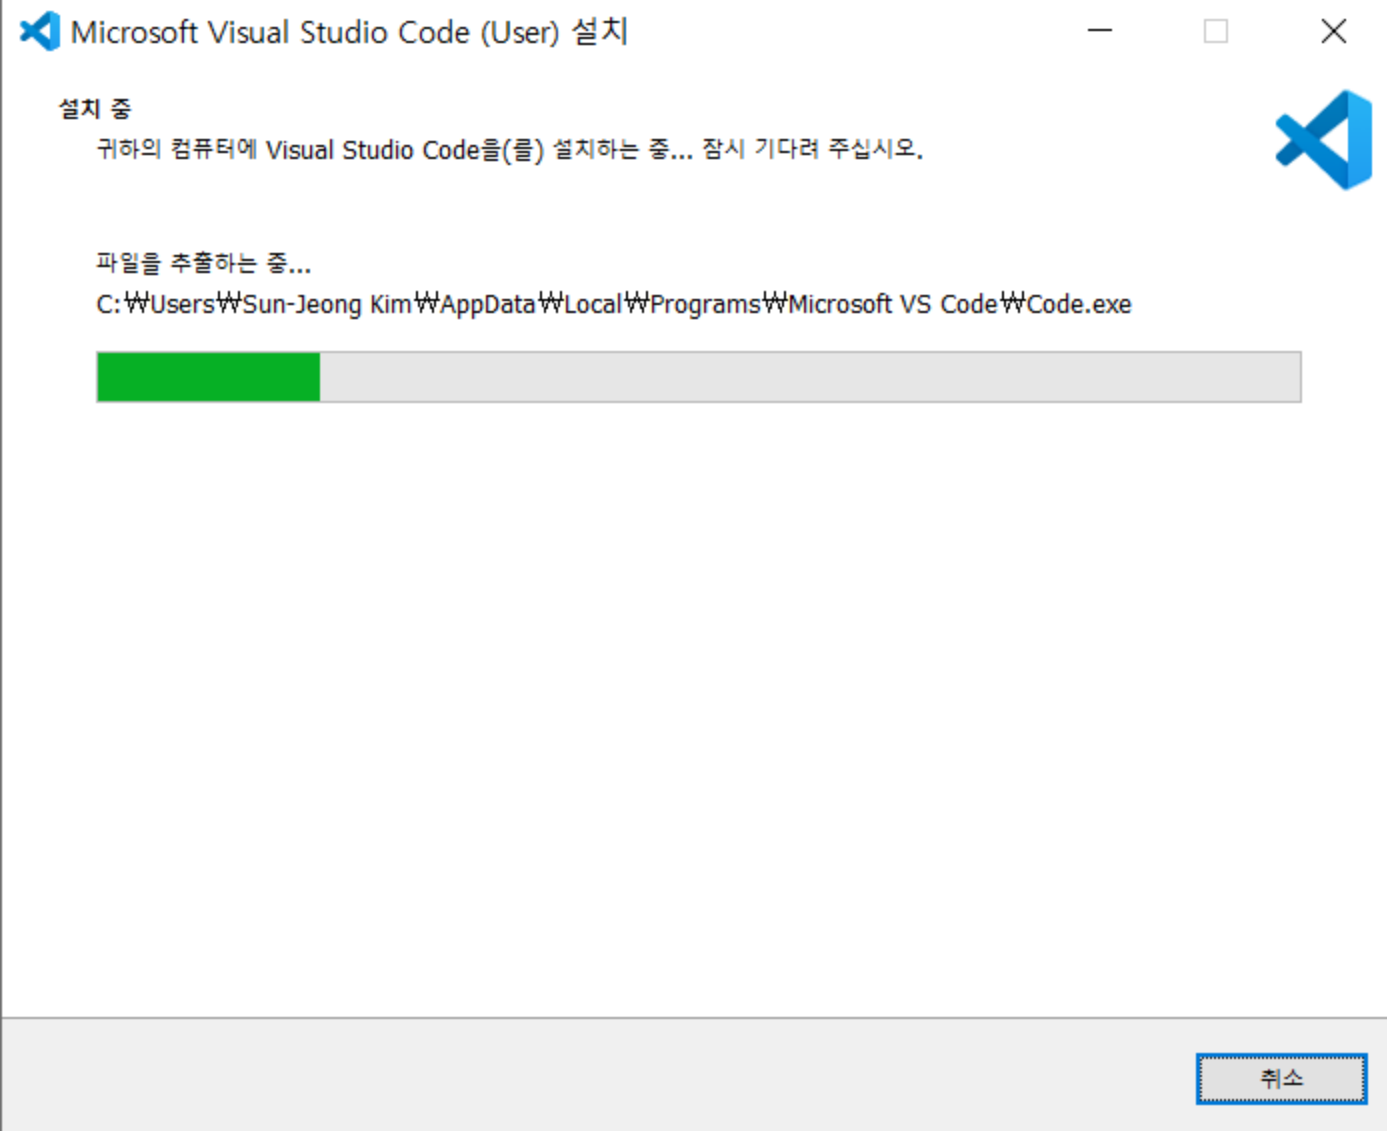 Microsoft Visual Studio Code (User) 설치
설치 중
귀하의 컴퓨터에 Visual Studio Code을(를) 설치하는 중... 잠시 기다려 주십시오.
파일을 추출하는 중...
C:₩Users₩Sun-Jeong Kim₩AppData₩Local₩Programs₩Microsoft VS Code₩Code.exe
취소